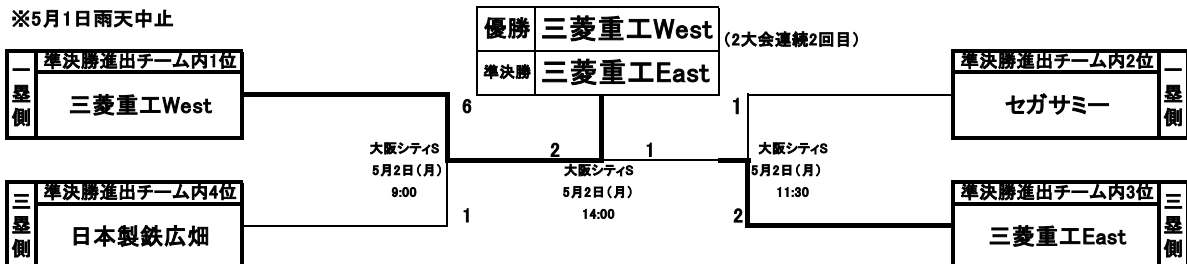 ※5月1日雨天中止
優勝 三菱重工West (2大会連続2回目)
準決勝 三菱重工East
一塁側
準決勝進出チーム内1位
三菱重工West
6
大阪シティS
5月2日(月)
9:00
三塁側
準決勝進出チーム内4位
日本製鉄広畑
1
2
1
大阪シティS
5月2日(月)
14:00
準決勝進出チーム内2位
セガサミー
一塁側
1
大阪シティS
5月2日(月)
11:30
準決勝進出チーム内3位
三菱重工East
三塁側
2